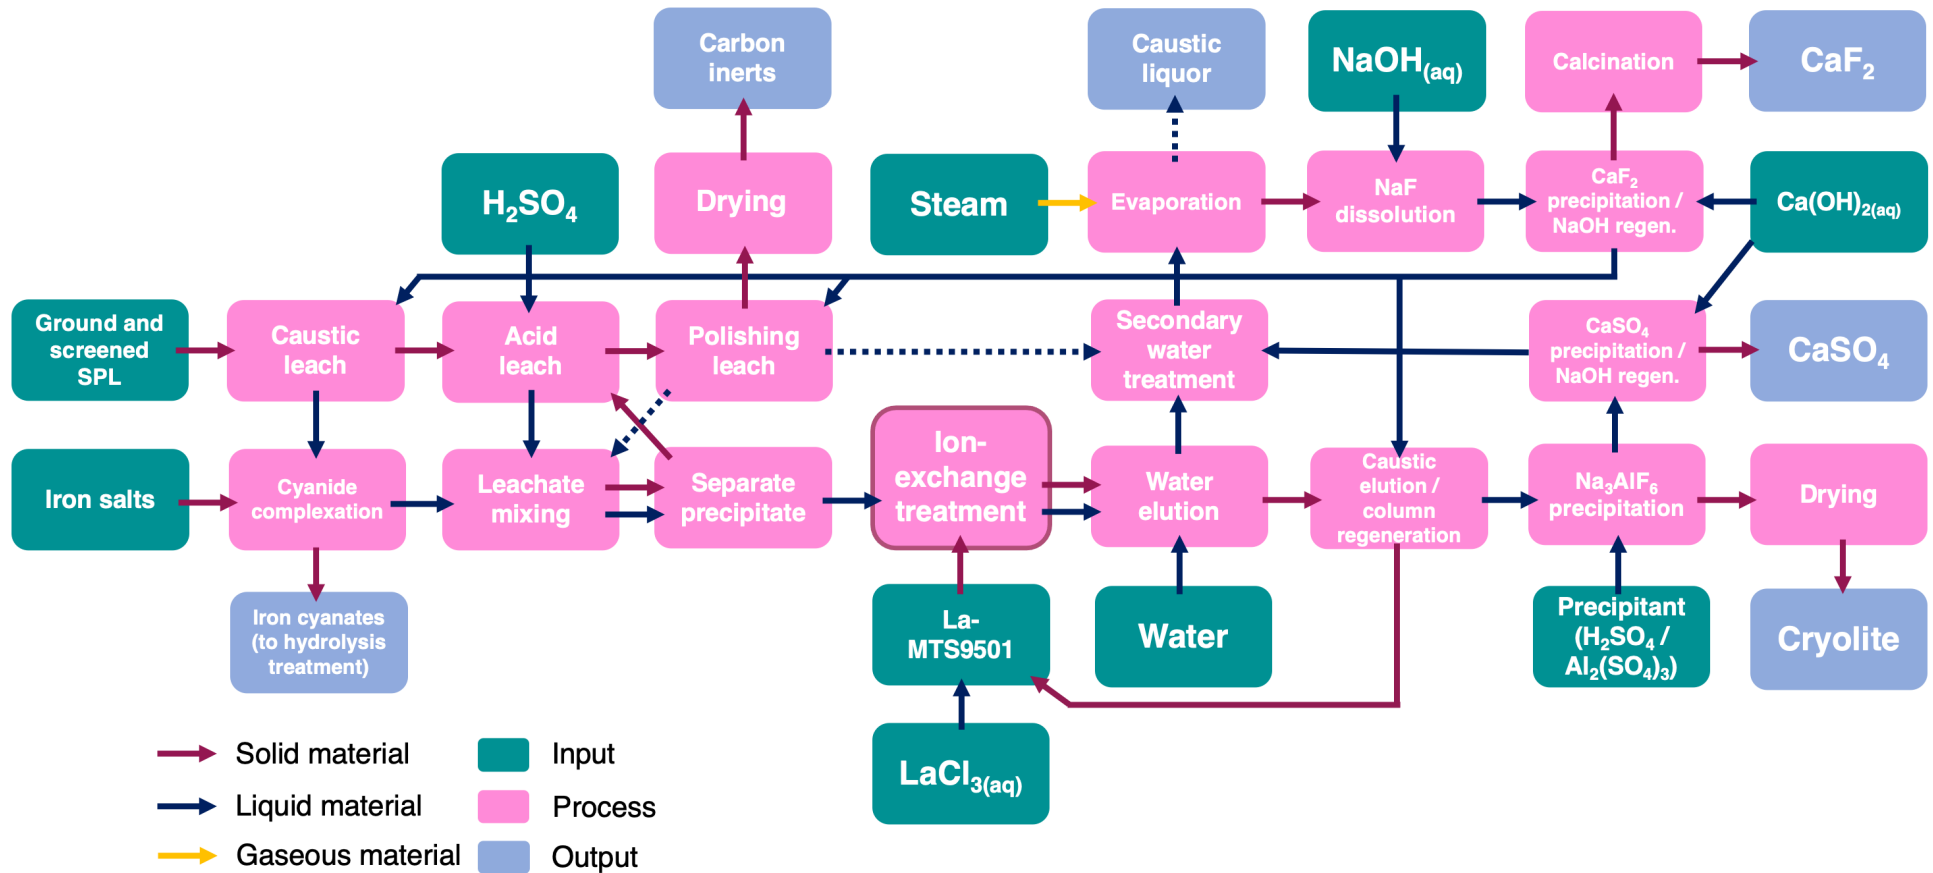 Carbon
inerts
Caustic
liquor
NaOH(aq)
Calcination
CaF2
H2SO4
Drying
Steam
Evaporation
NaF
dissolution
CaF2
precipitation /
NaOH regen.
Ca(OH)2(aq)
Ground and
screened
SPL
Caustic
leach
Acid
leach
Polishing
leach
Secondary
water
treatment
CaSO4
precipitation /
NaOH regen.
CaSO4
Iron salts
Cyanide
complexation
Leachate
mixing
Separate
precipitate
Ion-
exchange
treatment
Water
elution
Caustic
elution /
column
regeneration
Na3AlF6
precipitation
Drying
Iron cyanates
(to hydrolysis
treatment)
La-
MTS9501
Water
Precipitant
(H2SO4 /
Al2(SO4)3)
Cryolite
LaCl3(aq)
Solid material
Input
Liquid material
Process
Gaseous material
Output